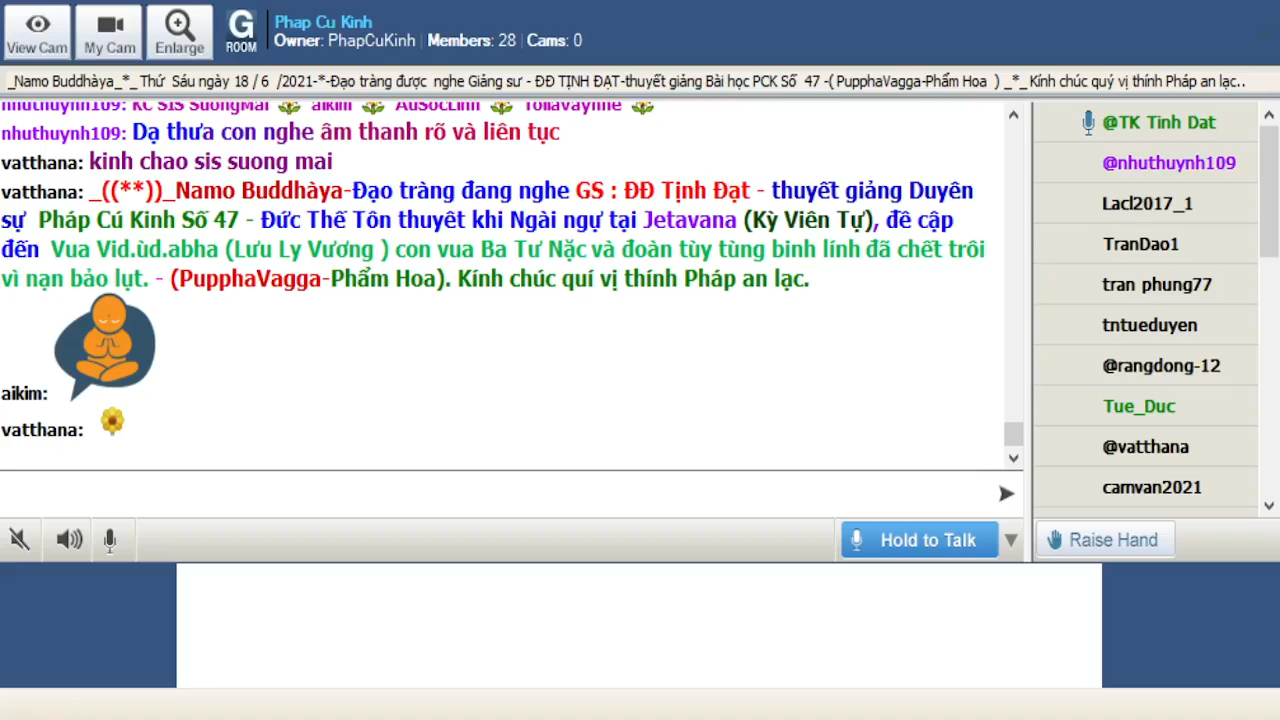 View Cam
My Cam
Enlarge
G
ROOM
Phap Cu Kinh
Owner: PhapCuKinh | Members: 28 | Cams: 0
_Namo Buddhàya_*_ Thứ Sáu ngày 18 / 6 /2021-*-Đạo tràng được nghe Giảng sư - ĐĐ TỊNH ĐẠT-thuyết giảng Bài học PCK Số 47 -( PupphaVagga-Phẩm Hoa ) _*_Kính chúc quý vị thính Pháp an lạc..
nhuthuynh109: KC SIS SuongMai aikim AuSocLinh
nhuthuynh109: Dạ thưa con nghe âm thanh rõ và liên tục
vatthana: kinh chao sis suong mai
vatthana: _((**))_Namo Buddhàya-Đạo tràng đang nghe GS : ĐĐ Tịnh Đạt - thuyết giảng Duyên
sự Pháp Cú Kinh Số 47 - Đức Thế Tôn thuyết khi Ngài ngự tại Jetavana (Kỳ Viên Tự), đề cập
đến Vua Vid.ùd.abha (Lưu Ly Vương ) con vua Ba Tư Nặc và đoàn tùy tùng binh lính đã chết trôi
vì nạn bảo lụt. - (PupphaVagga-Phẩm Hoa). Kính chúc quí vị thính Pháp an lạc.
aikim:
vatthana:
@TK Tinh Dat
@nhuthuynh109
Lacl2017_1
TranDao1
tran phung77
tntueduyen
@rangdong-12
Tue_Duc
@vatthana
camvan2021
Hold to Talk
Raise Hand